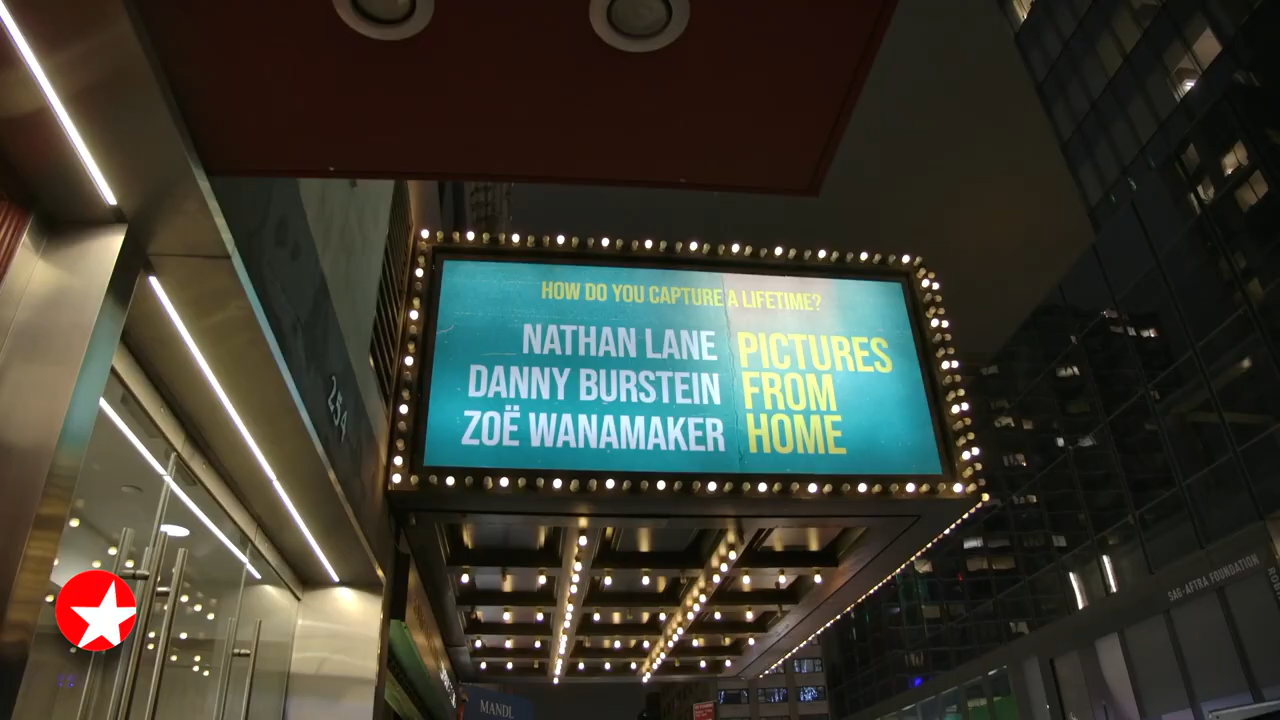 HOW DO YOU CAPTURE A LIFETIME?
NATHAN LANE
DANNY BURSTEIN
ZOË WANAMAKER
PICTURES
FROM
HOME
254
SAG-AFTRA FOUNDATION
MANDL